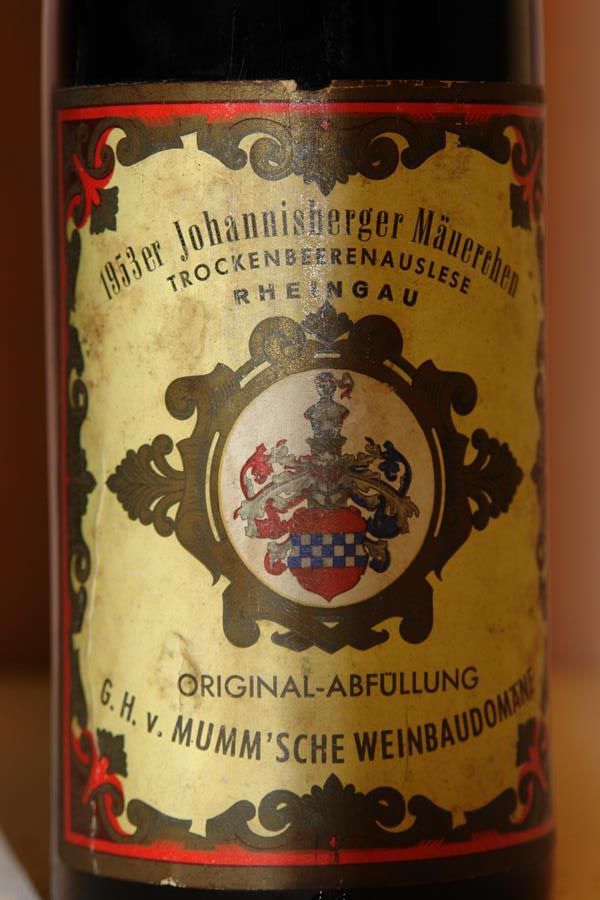 1953er Johannisberger Mäuerchen
TROCKENBEERENAUSLESE
RHEINGAU
ORIGINAL-ABFÜLLUNG
G. H. v. MUMM'SCHE WEINBAUDOMÄNE